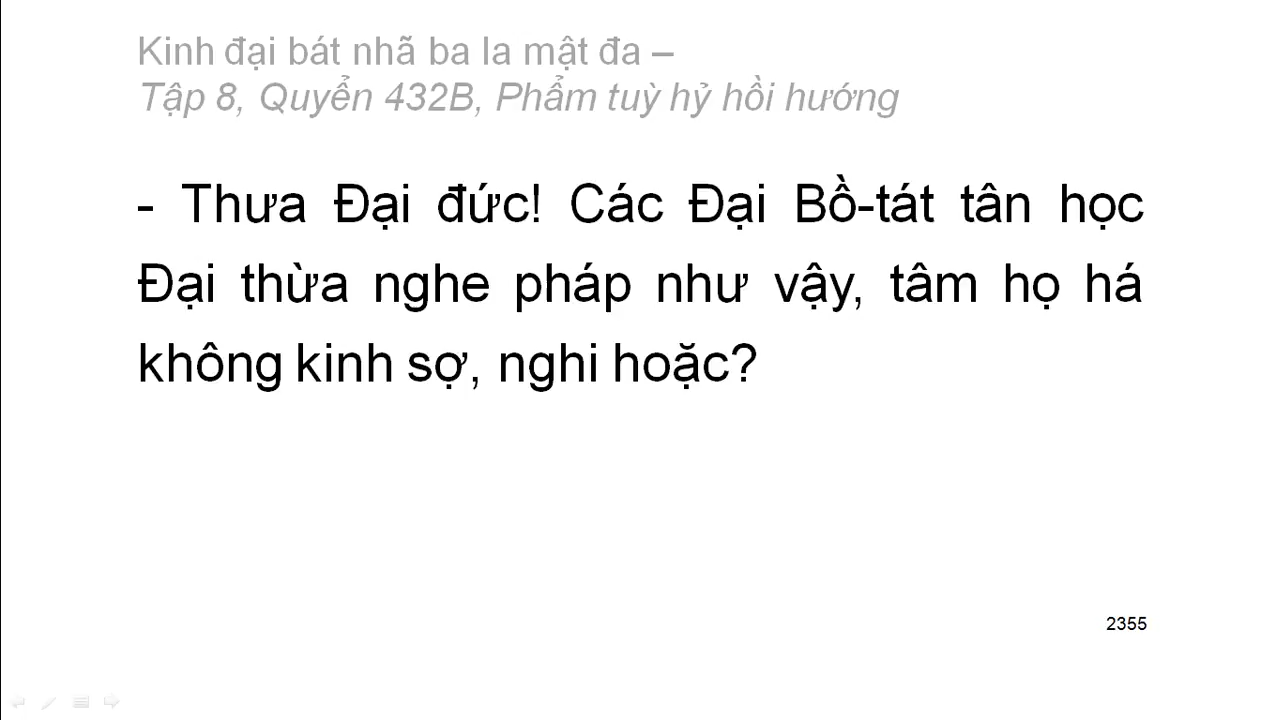 Kinh đại bát nhã ba la mật đa –
Tập 8, Quyển 432B, Phẩm tuỳ hỷ hồi hướng
- Thưa Đại đức! Các Đại Bồ-tát tân học
Đại thừa nghe pháp như vậy, tâm họ há
không kinh sợ, nghi hoặc?
2355